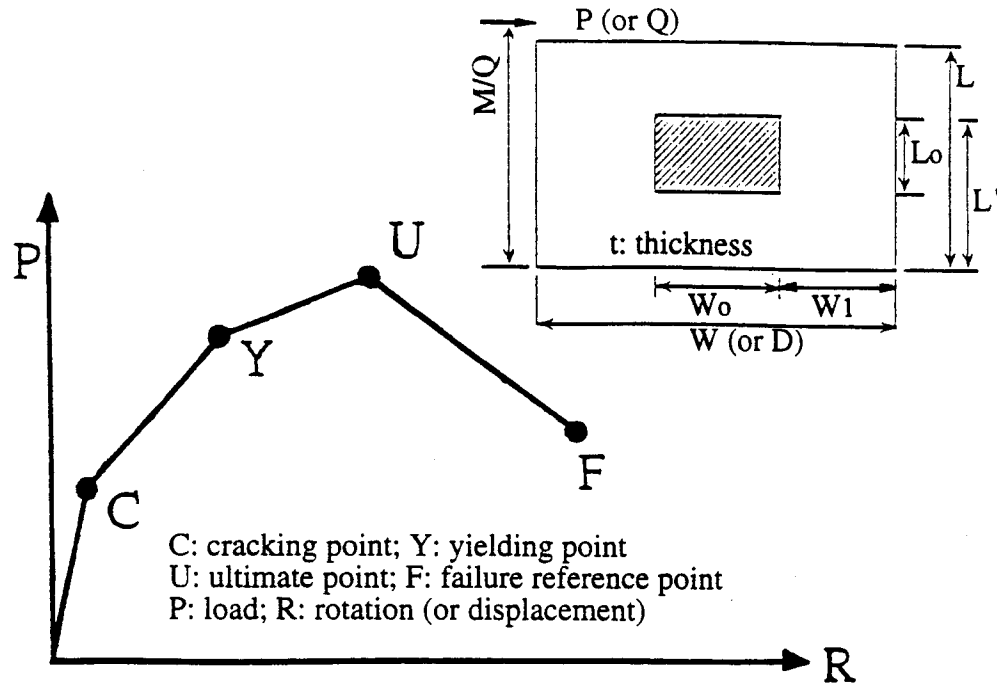 P (or Q)
M/Q
L
Lo
L'
t: thickness
Wo
W1
W (or D)
P
U
Y
C
F
C: cracking point; Y: yielding point
U: ultimate point; F: failure reference point
P: load; R: rotation (or displacement)
R